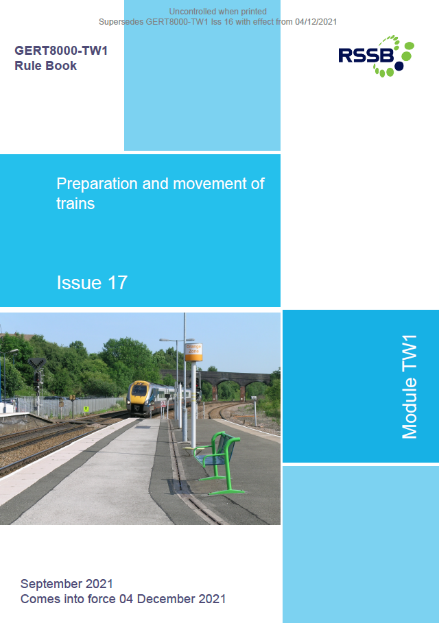 Uncontrolled when printed
Supersedes GERT8000-TW1 Iss 16 with effect from 04/12/2021
GERT8000-TW1
Rule Book
RSSB
Preparation and movement of
trains
Issue 17
Module TW1
September 2021
Comes into force 04 December 2021